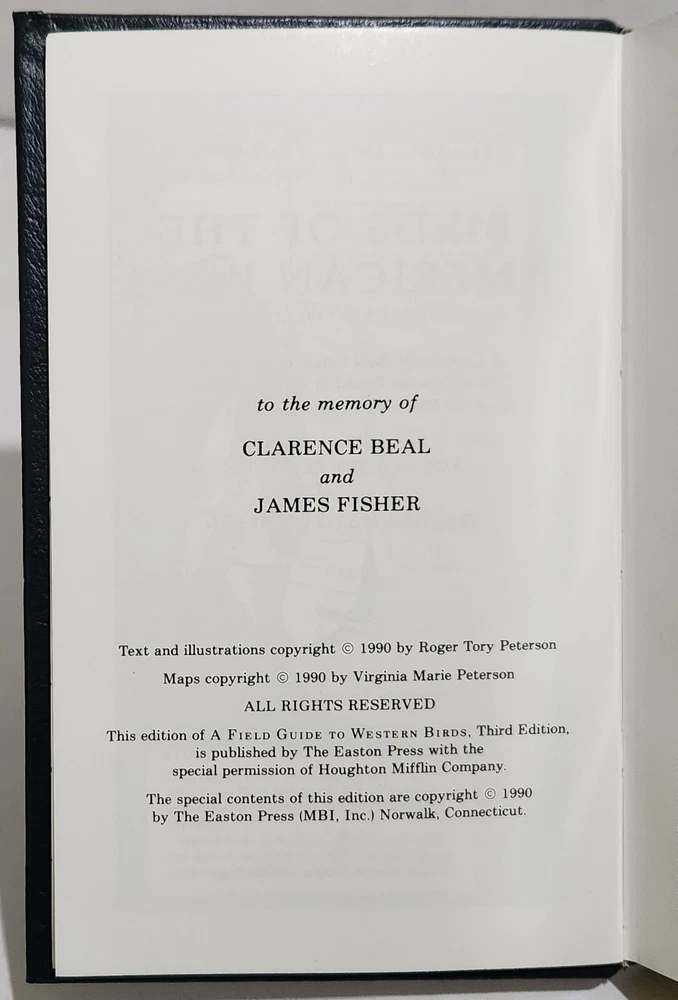 to the memory of
CLARENCE BEAL
and
JAMES FISHER
Text and illustrations copyright © 1990 by Roger Tory Peterson
Maps copyright © 1990 by Virginia Marie Peterson
ALL RIGHTS RESERVED
This edition of A FIELD GUIDE TO WESTERN BIRDS, Third Edition,
is published by The Easton Press with the
special permission of Houghton Mifflin Company.
The special contents of this edition are copyright © 1990
by The Easton Press (MBI, Inc.) Norwalk, Connecticut.